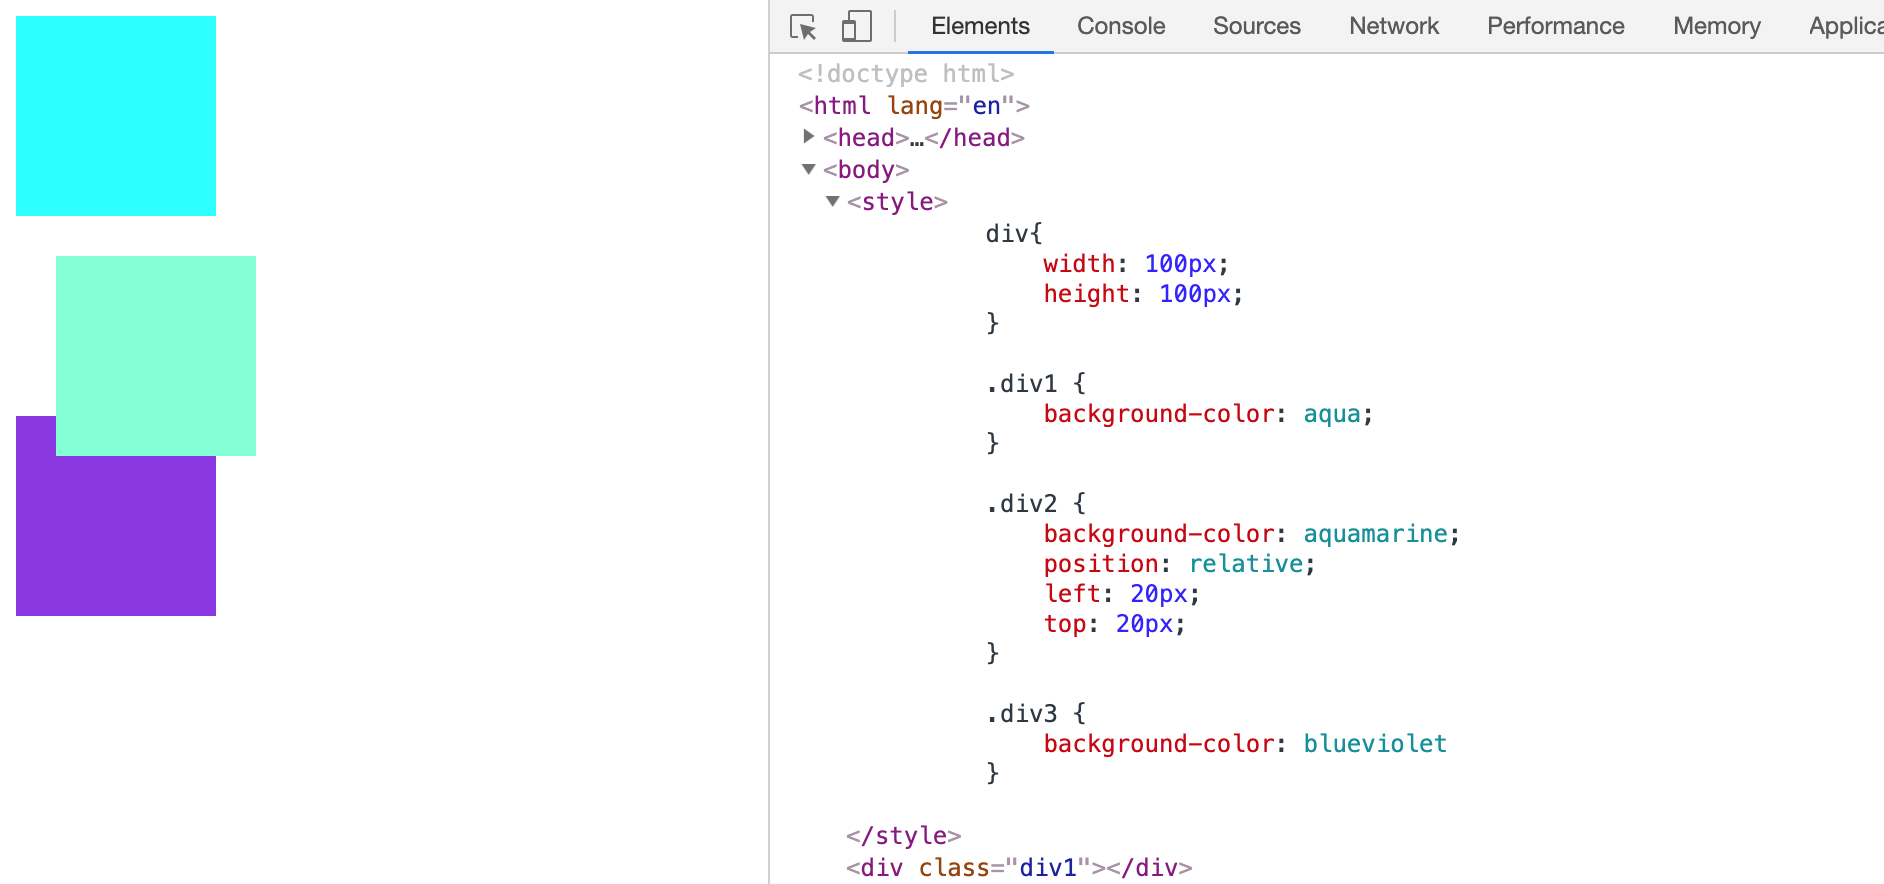 Elements Console Sources Network Performance Memory Applica
<!doctype html>
<html lang="en">
<head>…</head>
<body>
<style>
div{
width: 100px;
height: 100px;
}
.div1 {
background-color: aqua;
}
.div2 {
background-color: aquamarine;
position: relative;
left: 20px;
top: 20px;
}
.div3 {
background-color: blueviolet
}
</style>
<div class="div1"></div>